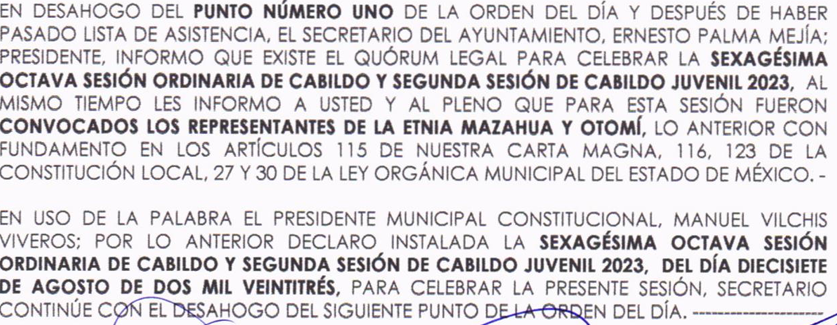 EN DESAHOGO DEL PUNTO NÚMERO UNO DE LA ORDEN DEL DÍA Y DESPUÉS DE HABER
PASADO LISTA DE ASISTENCIA, EL SECRETARIO DEL AYUNTAMIENTO, ERNESTO PALMA MEJÍA;
PRESIDENTE, INFORMO QUE EXISTE EL QUÓRUM LEGAL PARA CELEBRAR LA SEXAGÉSIMA
OCTAVA SESIÓN ORDINARIA DE CABILDO Y SEGUNDA SESIÓN DE CABILDO JUVENIL 2023, AL
MISMO TIEMPO LES INFORMO A USTED Y AL PLENO QUE PARA ESTA SESIÓN FUERON
CONVOCADOS LOS REPRESENTANTES DE LA ETNIA MAZAHUA Y OTOMÍ, LO ANTERIOR CON
FUNDAMENTO EN LOS ARTÍCULOS 115 DE NUESTRA CARTA MAGNA, 116, 123 DE LA
CONSTITUCIÓN LOCAL, 27 Y 30 DE LA LEY ORGÁNICA MUNICIPAL DEL ESTADO DE MÉXICO. -
EN USO DE LA PALABRA EL PRESIDENTE MUNICIPAL CONSTITUCIONAL, MANUEL VILCHIS
VIVEROS; POR LO ANTERIOR DECLARO INSTALADA LA SEXAGÉSIMA OCTAVA SESIÓN
ORDINARIA DE CABILDO Y SEGUNDA SESIÓN DE CABILDO JUVENIL 2023, DEL DÍA DIECISIETE
DE AGOSTO DE DOS MIL VEINTITRÉS, PARA CELEBRAR LA PRESENTE SESIÓN, SECRETARIO
CONTINÚE CON EL DESAHOGO DEL SIGUIENTE PUNTO DE LA ORDEN DEL DÍA. --------------------